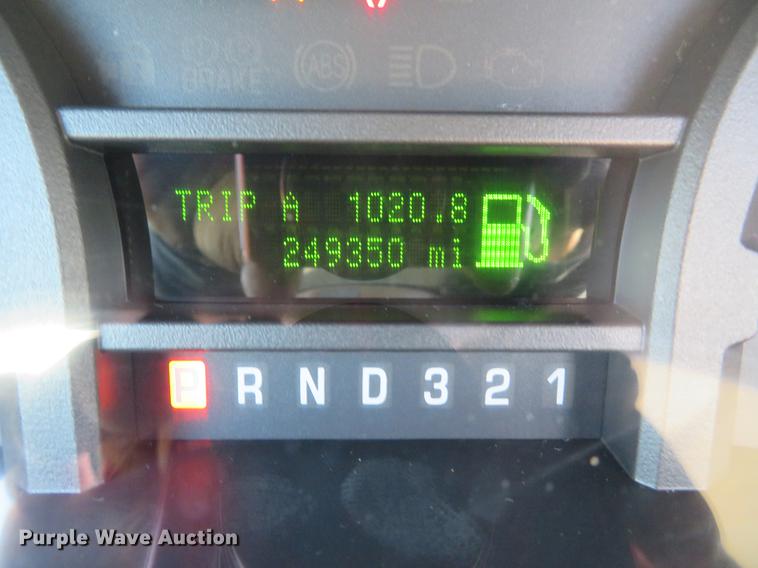 BRAKE ABS
TRIP A 1020.8
249350 mi
P R N D 3 2 1
Purple Wave Auction